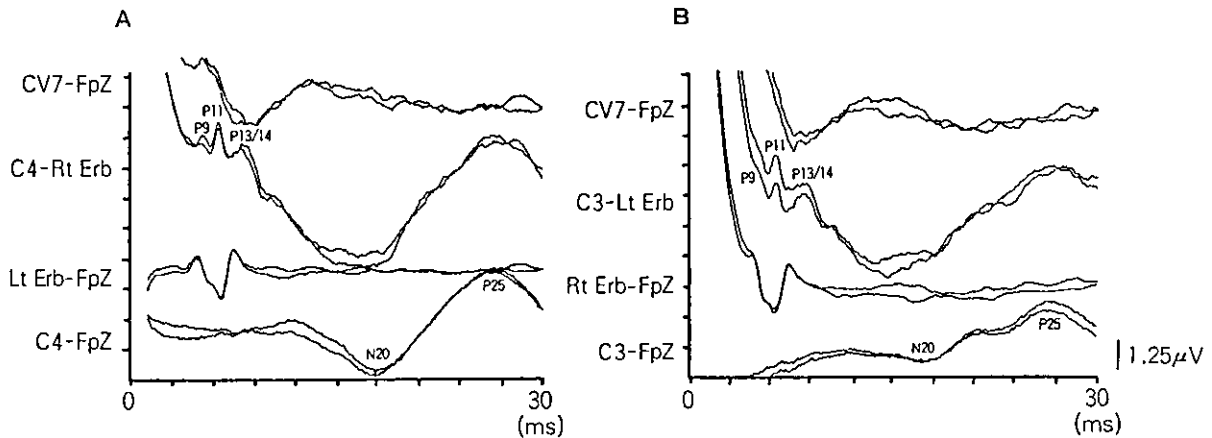 A
CV7-FpZ
P11
P9
P13/14
C4-Rt Erb
Lt Erb-FpZ
P25
C4-FpZ
N20
0
30
(ms)
B
CV7-FpZ
P11
P9
P13/14
C3-Lt Erb
Rt Erb-FpZ
P25
C3-FpZ
N20
1.25μV
0
30
(ms)